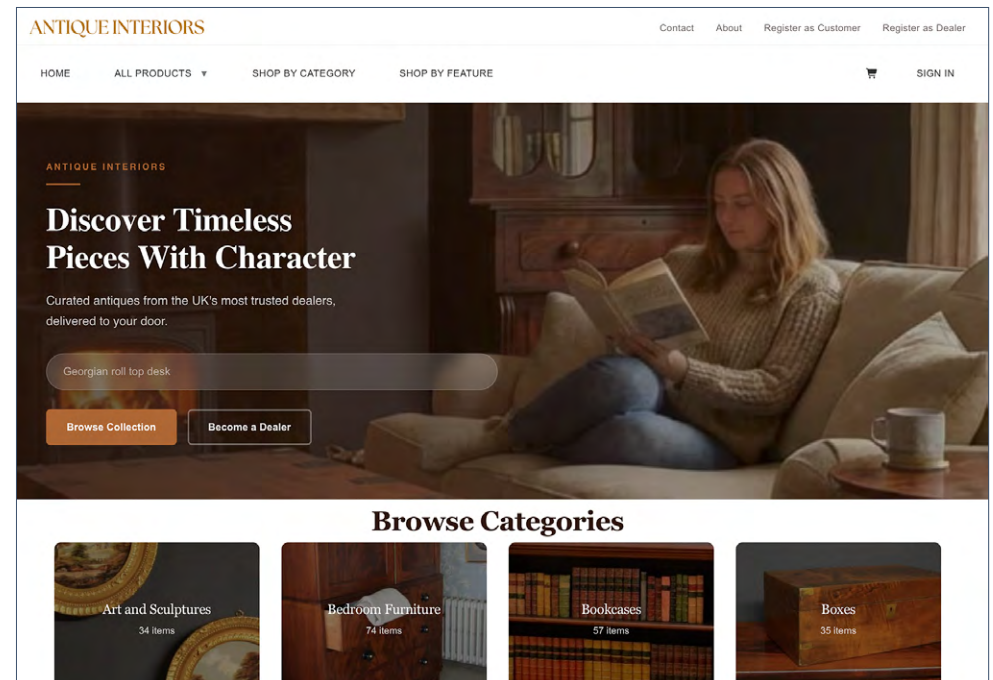 ANTIQUE INTERIORS
Contact About Register as Customer Register as Dealer
HOME ALL PRODUCTS ▼ SHOP BY CATEGORY SHOP BY FEATURE SIGN IN
ANTIQUE INTERIORS
Discover Timeless
Pieces With Character
Curated antiques from the UK's most trusted dealers,
delivered to your door.
Georgian roll top desk
Browse Collection Become a Dealer
Browse Categories
Art and Sculptures Bedroom Furniture Bookcases Boxes
34 items 74 items 57 items 35 items